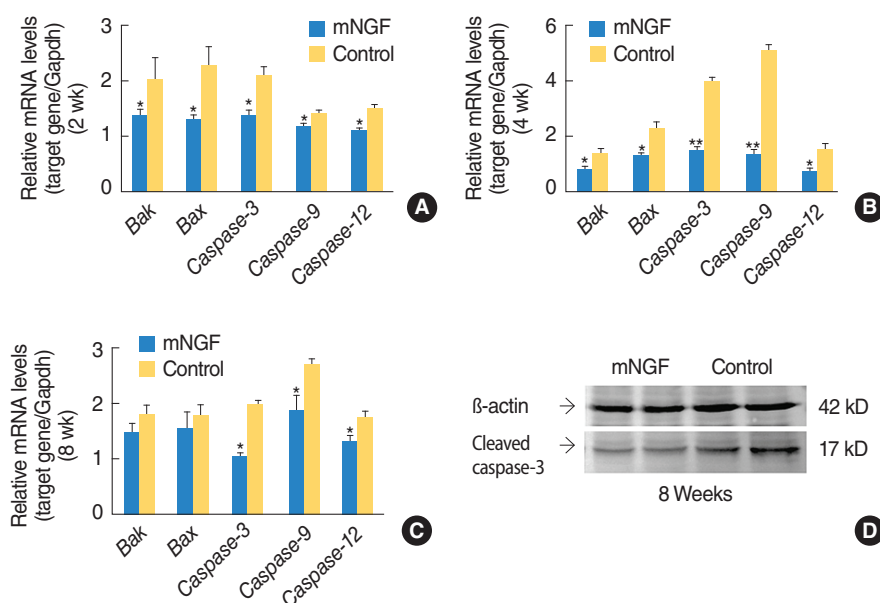 Relative mRNA levels
(target gene/Gapdh)
(2 wk)
3
2
1
0
mNGF
Control
*
*
*
*
*
Bak
Bax
Caspase-3
Caspase-9
Caspase-12
A
Relative mRNA levels
(target gene/Gapdh)
(4 wk)
6
4
2
0
mNGF
Control
*
*
**
**
*
Bak
Bax
Caspase-3
Caspase-9
Caspase-12
B
Relative mRNA levels
(target gene/Gapdh)
(8 wk)
3
2
1
0
mNGF
Control
*
*
*
Bak
Bax
Caspase-3
Caspase-9
Caspase-12
C
mNGF Control
ß-actin → 42 kD
Cleaved → 17 kD
caspase-3
8 Weeks
D